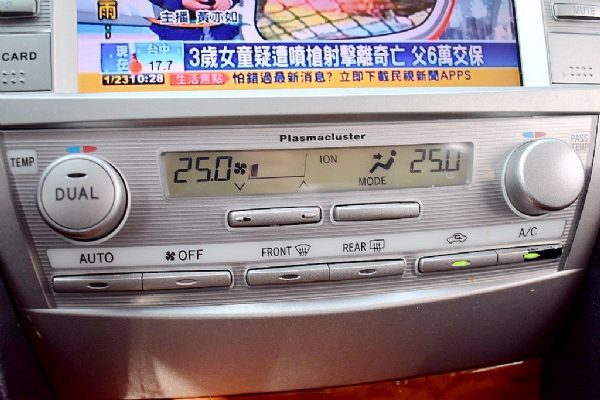 雨
主播 黃亦如
現在 台中 17.7
3歲女童疑遭噴槍射擊離奇亡 父6萬交保
1/23 10:28 生活焦點 怕錯過最新消息? 立即下載民視新聞APPS
CARD
MUTE
Plasmacluster
TEMP
PASS TEMP
25.0 ION MODE 25.0
DUAL
AUTO OFF FRONT REAR A/C